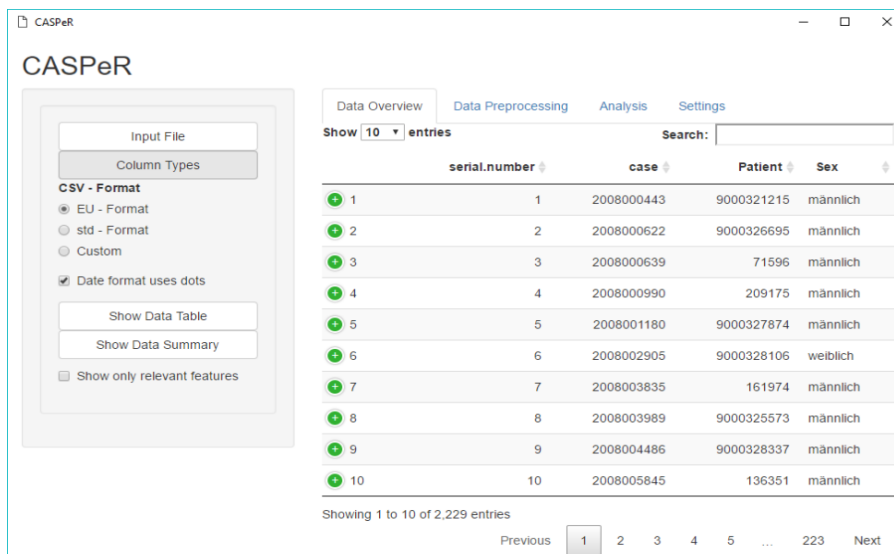 CASPeR
CASPeR
Input File
Column Types
CSV - Format
EU - Format
std - Format
Custom
Date format uses dots
Show Data Table
Show Data Summary
Show only relevant features
Data Overview Data Preprocessing Analysis Settings
Show 10 entries Search:
serial.number case Patient Sex
1 1 2008000443 9000321215 männlich
2 2 2008000622 9000326695 männlich
3 3 2008000639 71596 männlich
4 4 2008000990 209175 männlich
5 5 2008001180 9000327874 männlich
6 6 2008002905 9000328106 weiblich
7 7 2008003835 161974 männlich
8 8 2008003989 9000325573 männlich
9 9 2008004486 9000328337 männlich
10 10 2008005845 136351 männlich
Showing 1 to 10 of 2,229 entries
Previous 1 2 3 4 5 ... 223 Next